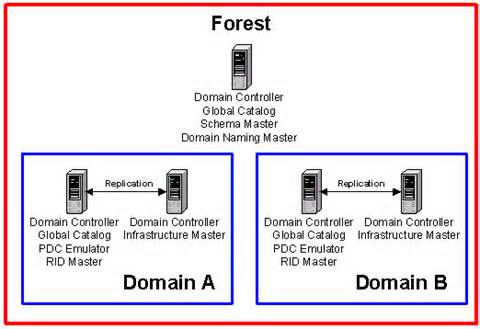 Forest
Domain Controller
Global Catalog
Schema Master
Domain Naming Master
Replication
Domain Controller
Global Catalog
PDC Emulator
RID Master
Domain Controller
Infrastructure Master
Domain A
Replication
Domain Controller
Global Catalog
PDC Emulator
RID Master
Domain Controller
Infrastructure Master
Domain B